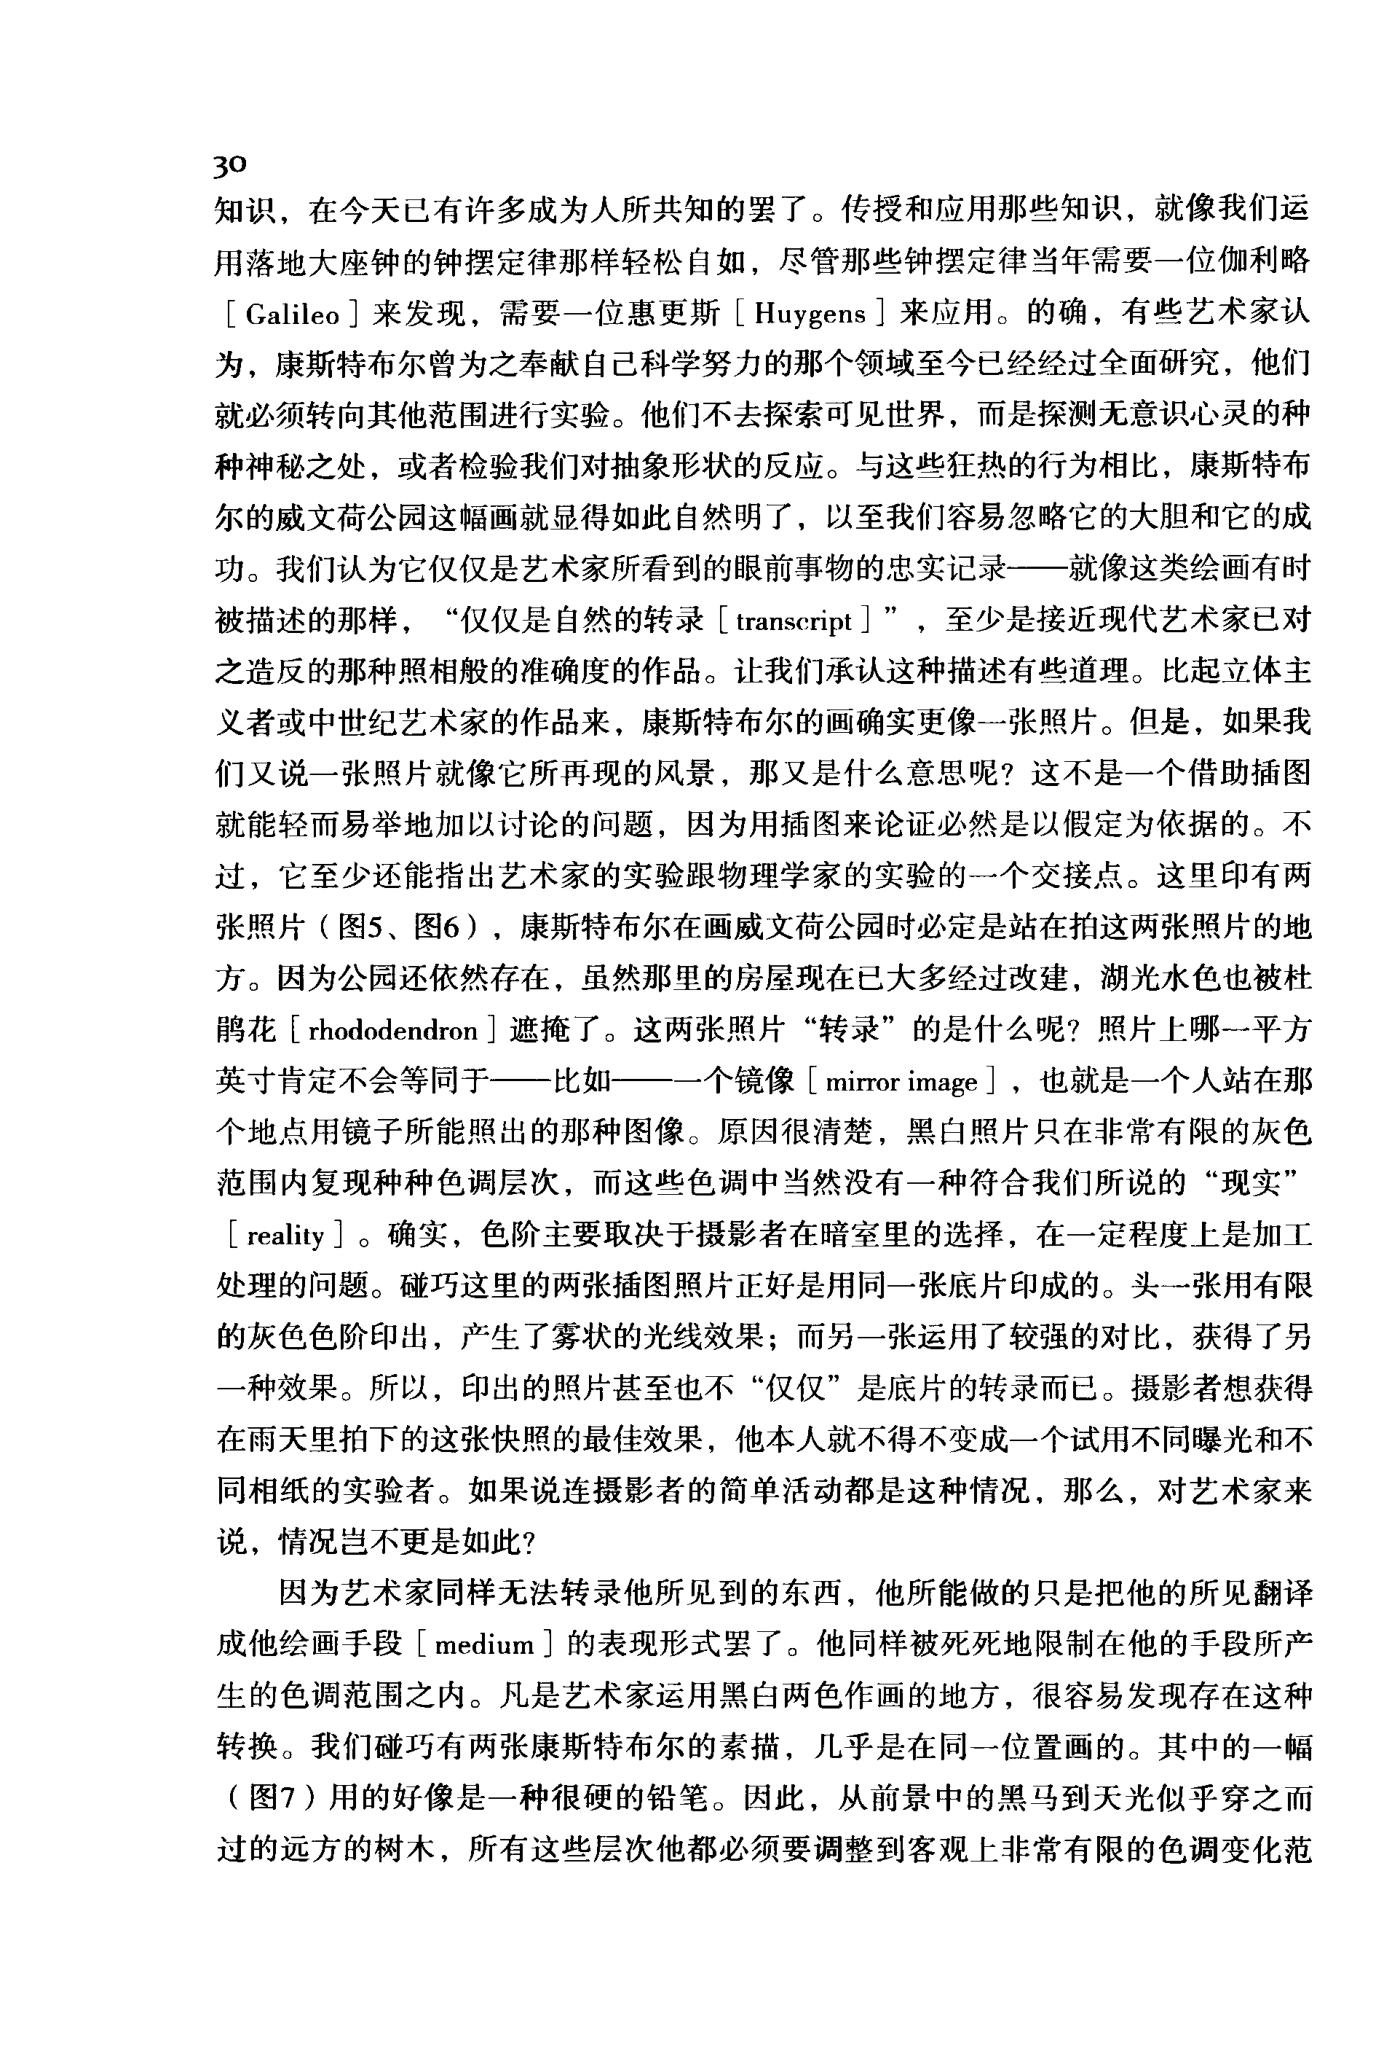 30
知识，在今天已有许多成为人所共知的罢了。传授和应用那些知识，就像我们运
用落地大座钟的钟摆定律那样轻松自如，尽管那些钟摆定律当年需要一位伽利略
［Galileo］来发现，需要一位惠更斯［Huygens］来应用。的确，有些艺术家认
为，康斯特布尔曾为之奉献自己科学努力的那个领域至今已经经过全面研究，他们
就必须转向其他范围进行实验。他们不去探索可见世界，而是探测无意识心灵的种
种神秘之处，或者检验我们对抽象形状的反应。与这些狂热的行为相比，康斯特布
尔的威文荷公园这幅画就显得如此自然明了，以至我们容易忽略它的大胆和它的成
功。我们认为它仅仅是艺术家所看到的眼前事物的忠实记录——就像这类绘画有时
被描述的那样，“仅仅是自然的转录［transcript］”，至少是接近现代艺术家已对
之造反的那种照相般的准确度的作品。让我们承认这种描述有些道理。比起立体主
义者或中世纪艺术家的作品来，康斯特布尔的画确实更像一张照片。但是，如果我
们又说一张照片就像它所再现的风景，那又是什么意思呢？这不是一个借助插图
就能轻而易举地加以讨论的问题，因为用插图来论证必然是以假定为依据的。不
过，它至少还能指出艺术家的实验跟物理学家的实验的一个交接点。这里印有两
张照片（图5、图6），康斯特布尔在画威文荷公园时必定是站在拍这两张照片的地
方。因为公园还依然存在，虽然那里的房屋现在已大多经过改建，湖光水色也被杜
鹃花［rhododendron］遮掩了。这两张照片“转录”的是什么呢？照片上哪一平方
英寸肯定不会等同于——比如——一个镜像［mirror image］，也就是一个人站在那
个地点用镜子所能照出的那种图像。原因很清楚，黑白照片只在非常有限的灰色
范围内复现种种色调层次，而这些色调中当然没有一种符合我们所说的“现实”
［reality］。确实，色阶主要取决于摄影者在暗室里的选择，在一定程度上是加工
处理的问题。碰巧这里的两张插图照片正好是用同一张底片印成的。头一张用有限
的灰色色阶印出，产生了雾状的光线效果；而另一张运用了较强的对比，获得了另
一种效果。所以，印出的照片甚至也不“仅仅”是底片的转录而已。摄影者想获得
在雨天里拍下的这张快照的最佳效果，他本人就不得不变成一个试用不同曝光和不
同相纸的实验者。如果说连摄影者的简单活动都是这种情况，那么，对艺术家来
说，情况岂不更是如此？
因为艺术家同样无法转录他所见到的东西，他所能做的只是把他的所见翻译
成他绘画手段［medium］的表现形式罢了。他同样被死死地限制在他的手段所产
生的色调范围之内。凡是艺术家运用黑白两色作画的地方，很容易发现存在这种
转换。我们碰巧有两张康斯特布尔的素描，几乎是在同一位置画的。其中的一幅
（图7）用的好像是一种很硬的铅笔。因此，从前景中的黑马到天光似乎穿之而
过的远方的树木，所有这些层次他都必须要调整到客观上非常有限的色调变化范